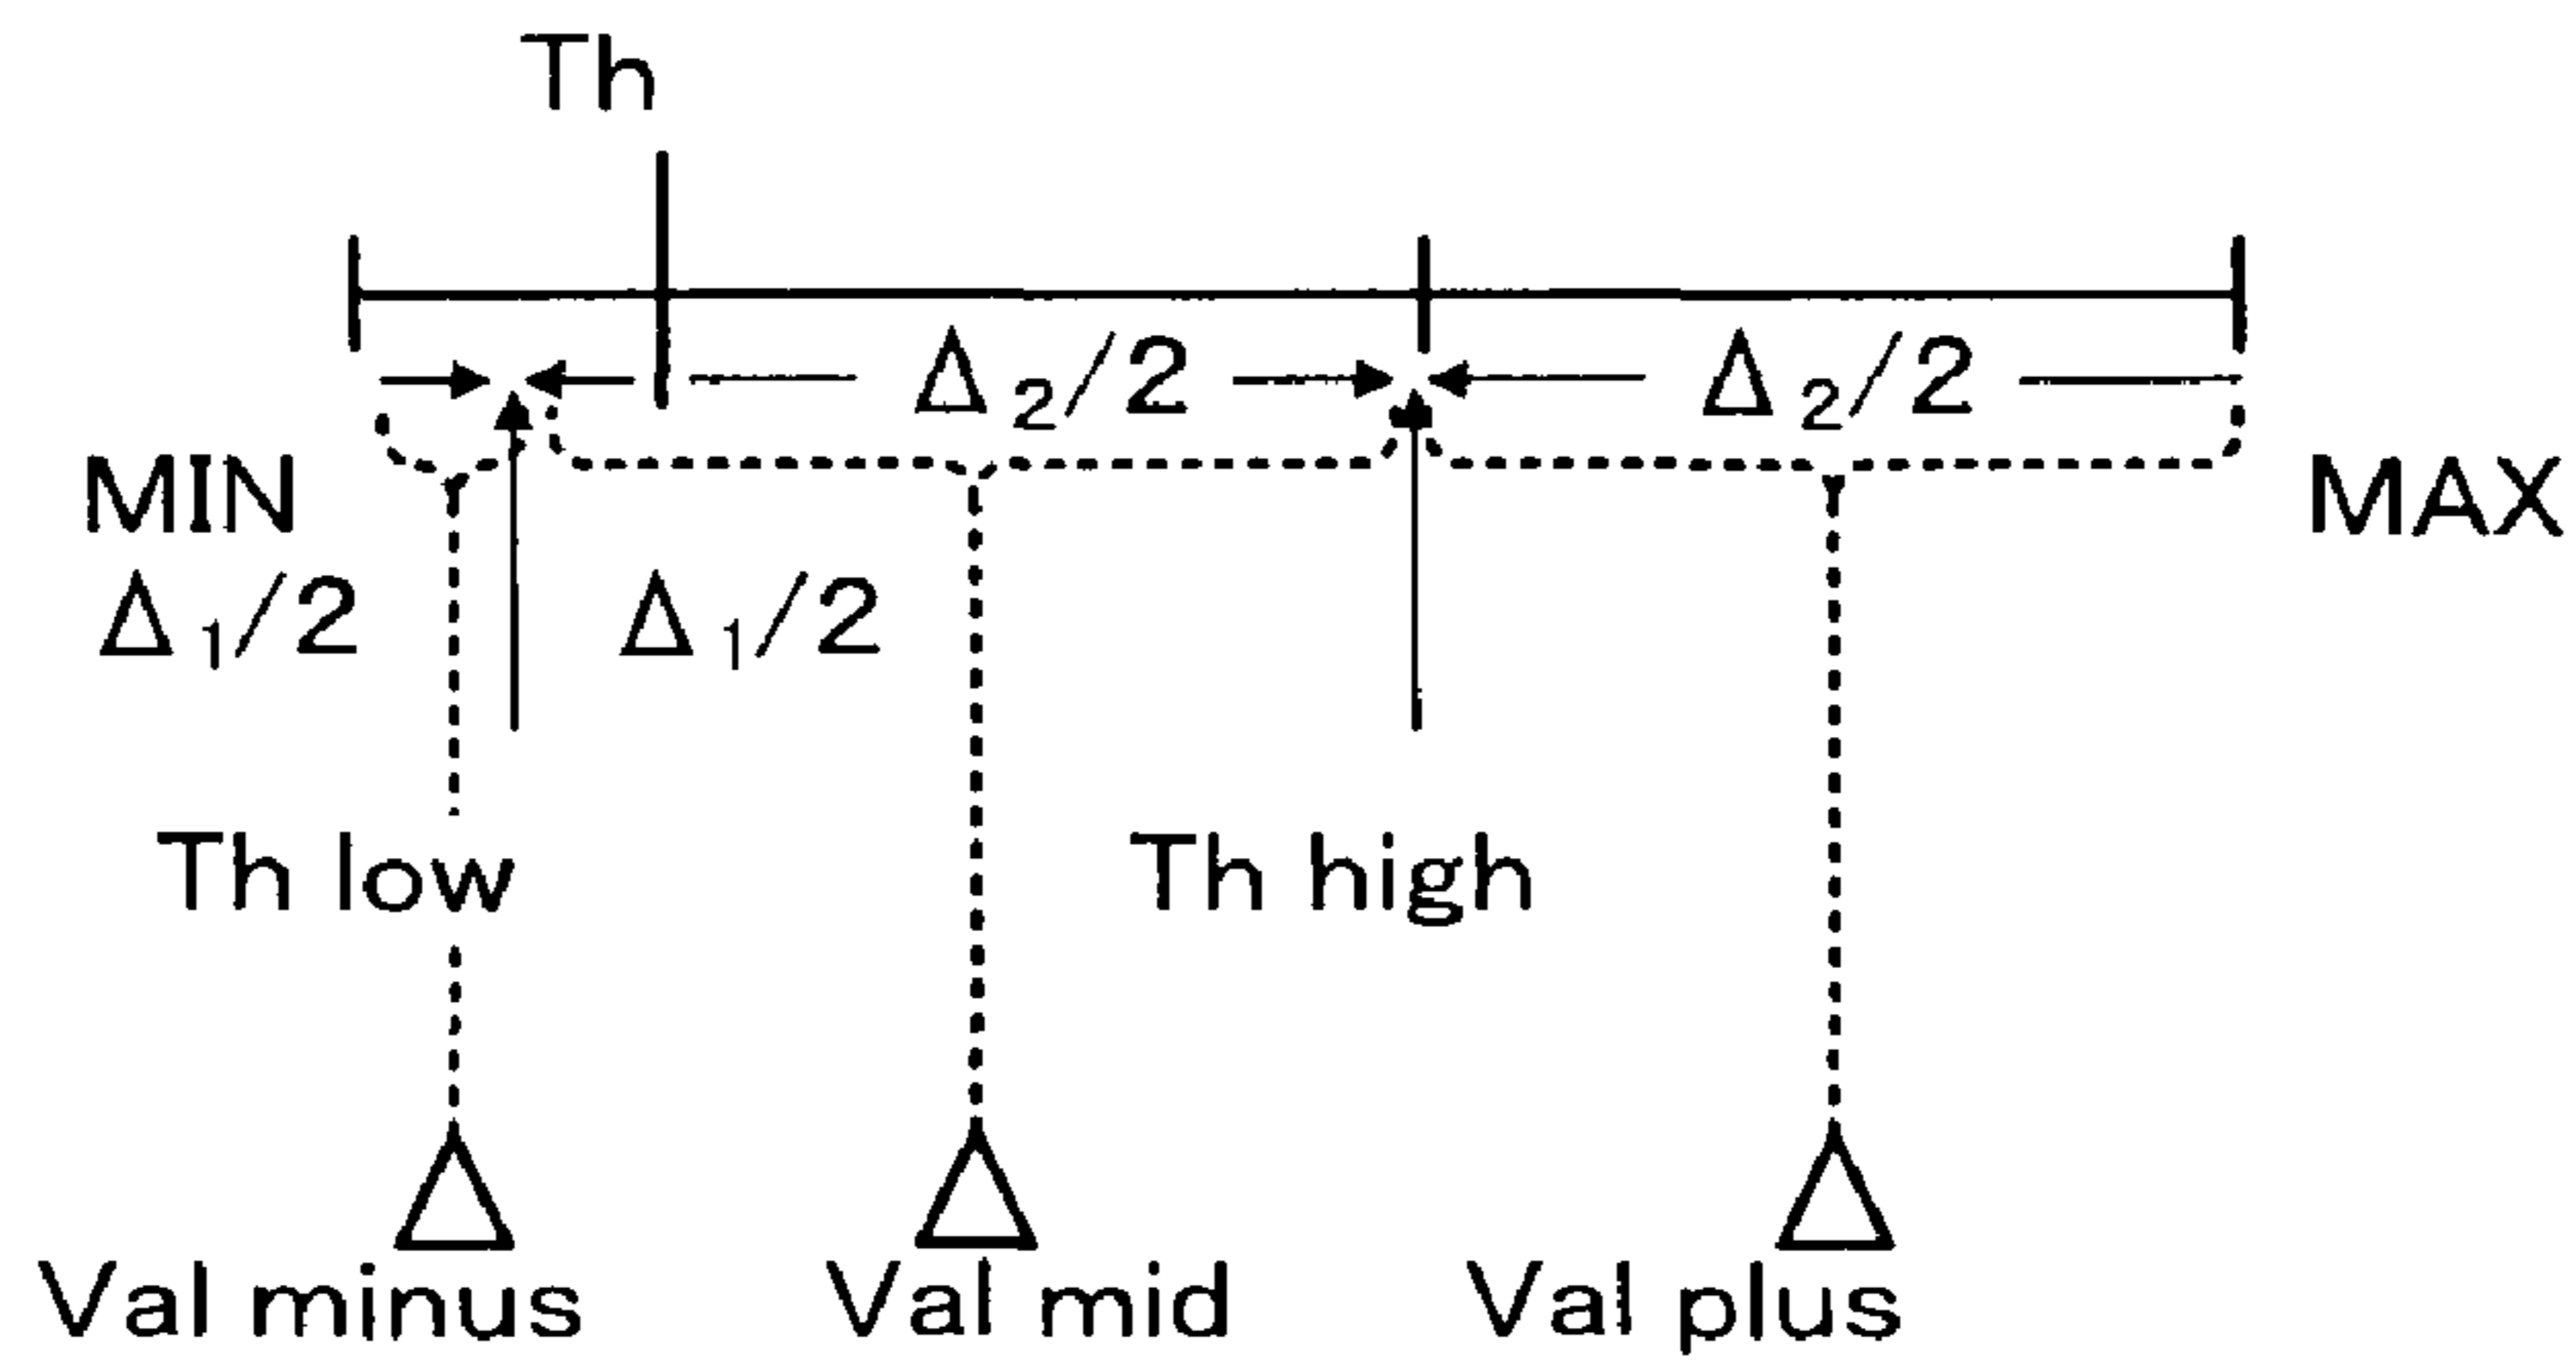 Th
Δ₂/2 Δ₂/2
MIN MAX
Δ₁/2 Δ₁/2
Th low Th high
Val minus Val mid Val plus